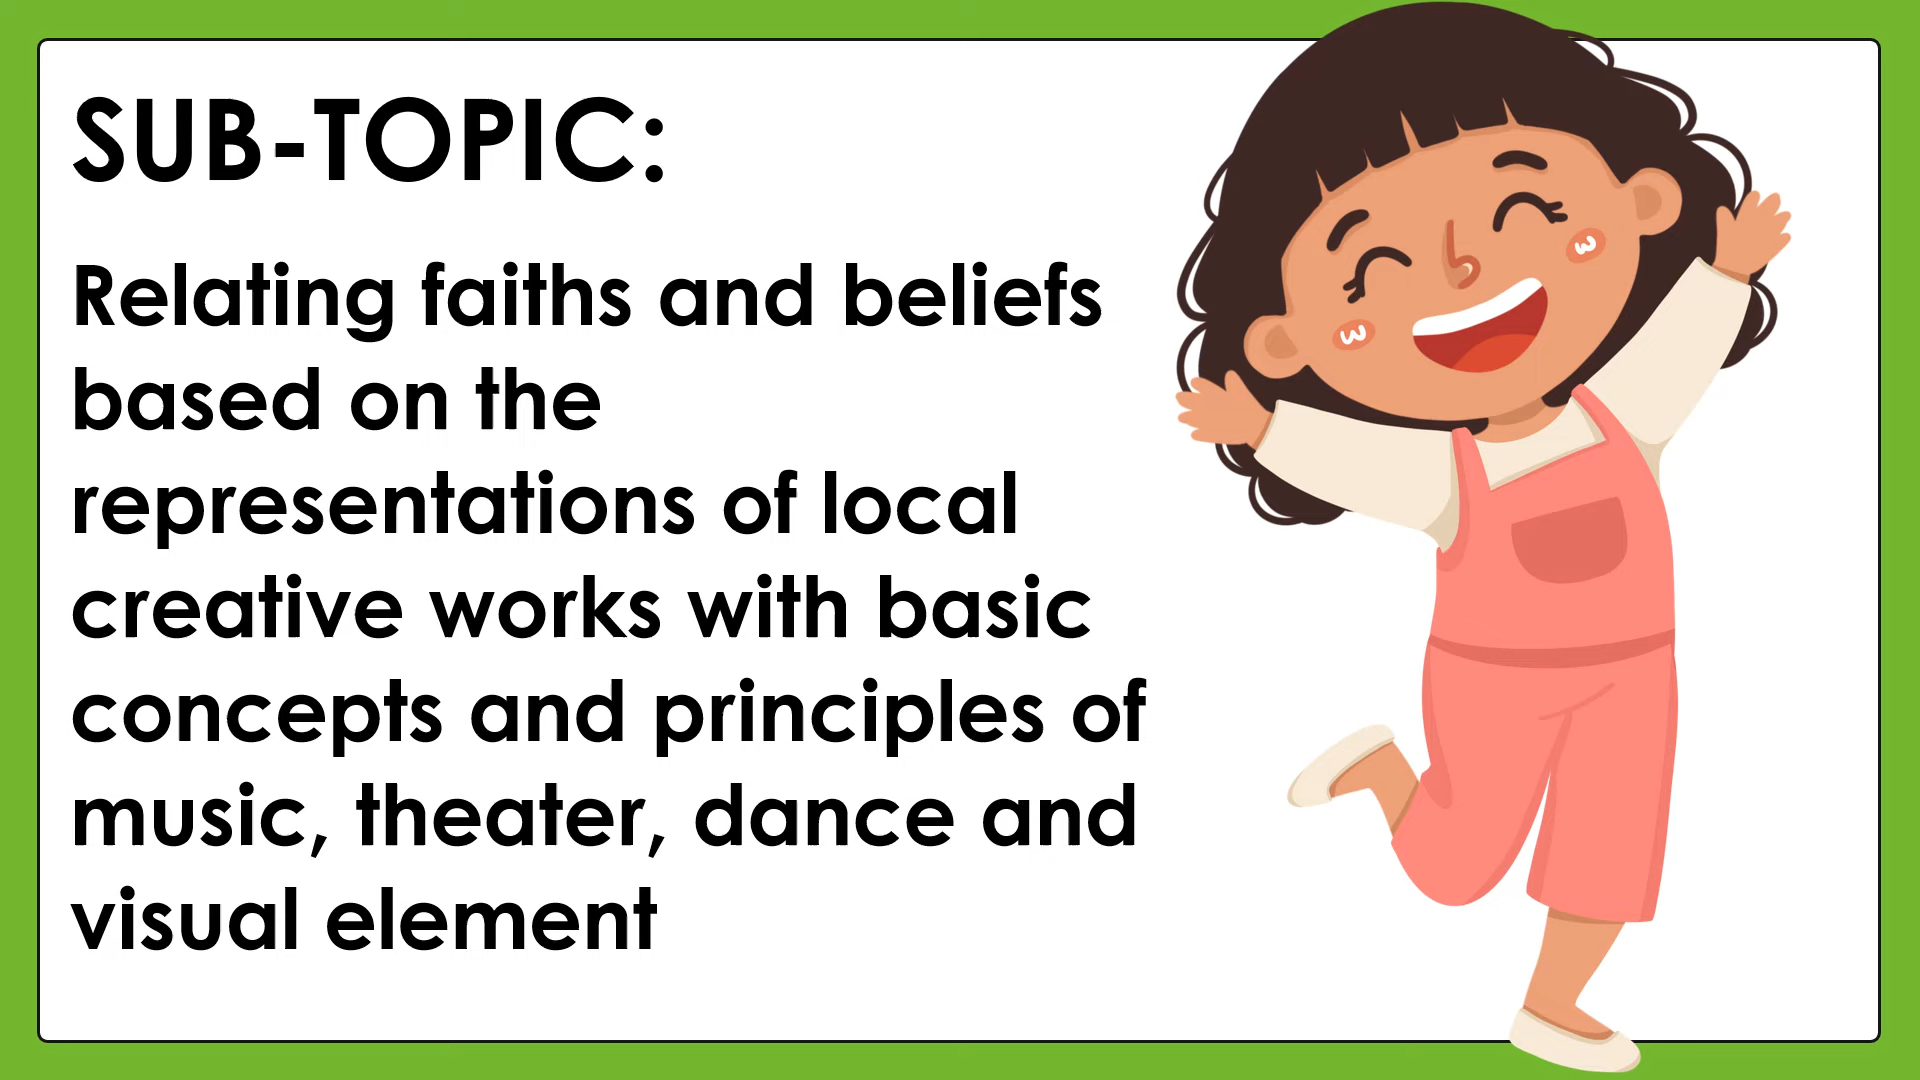 SUB-TOPIC:
Relating faiths and beliefs
based on the
representations of local
creative works with basic
concepts and principles of
music, theater, dance and
visual element